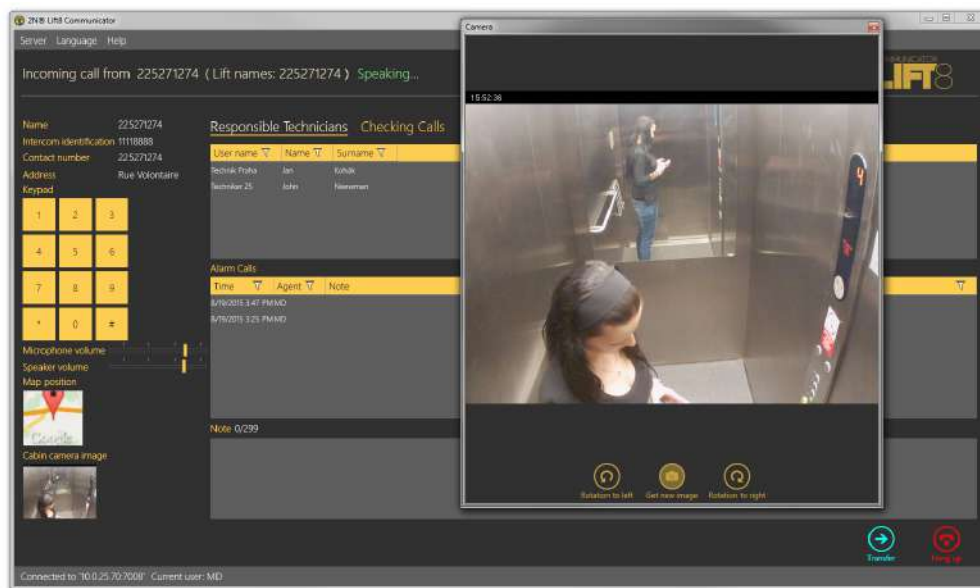 2N® Lift8 Communicator
Server Language Help
Incoming call from 225271274 ( Lift names: 225271274 ) Speaking...
LIFT8
Name 225271274
Intercom identification 11118888
Contact number 225271274
Address Rue Volontaire
Keypad
1 2 3
4 5 6
7 8 9
* 0 #
Microphone volume
Speaker volume
Map position
Google
Cabin camera image
Responsible Technicians Checking Calls
User name Name Surname
Technik Praha Jan
Techniker 25 John
Alarm Calls
Time Agent Note
8/19/2015 3:47 PM MD
8/19/2015 3:25 PM MD
Note 0/299
Camera
15:52:36
Rotation to left Get new image Rotation to right
Transfer Hang up
Connected to "10.0.25.70:7008" Current user: MD